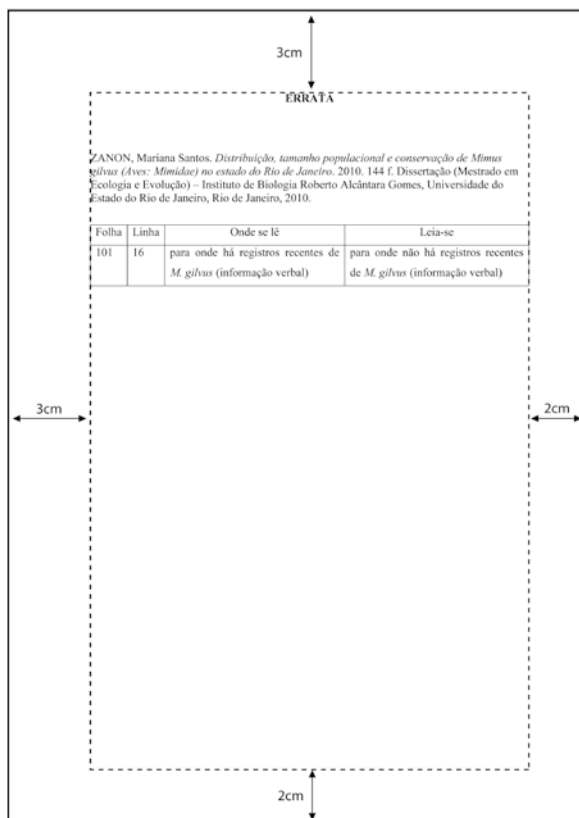 3cm
ERRATA
ZANON, Mariana Santos. Distribuição, tamanho populacional e conservação de Mimus
gilvus (Aves: Mimidae) no estado do Rio de Janeiro. 2010. 144 f. Dissertação (Mestrado em
Ecologia e Evolução) – Instituto de Biologia Roberto Alcântara Gomes, Universidade do
Estado do Rio de Janeiro, Rio de Janeiro, 2010.
Folha Linha Onde se lê Leia-se
101 16 para onde há registros recentes de para onde não há registros recentes
M. gilvus (informação verbal) de M. gilvus (informação verbal)
3cm 2cm
2cm